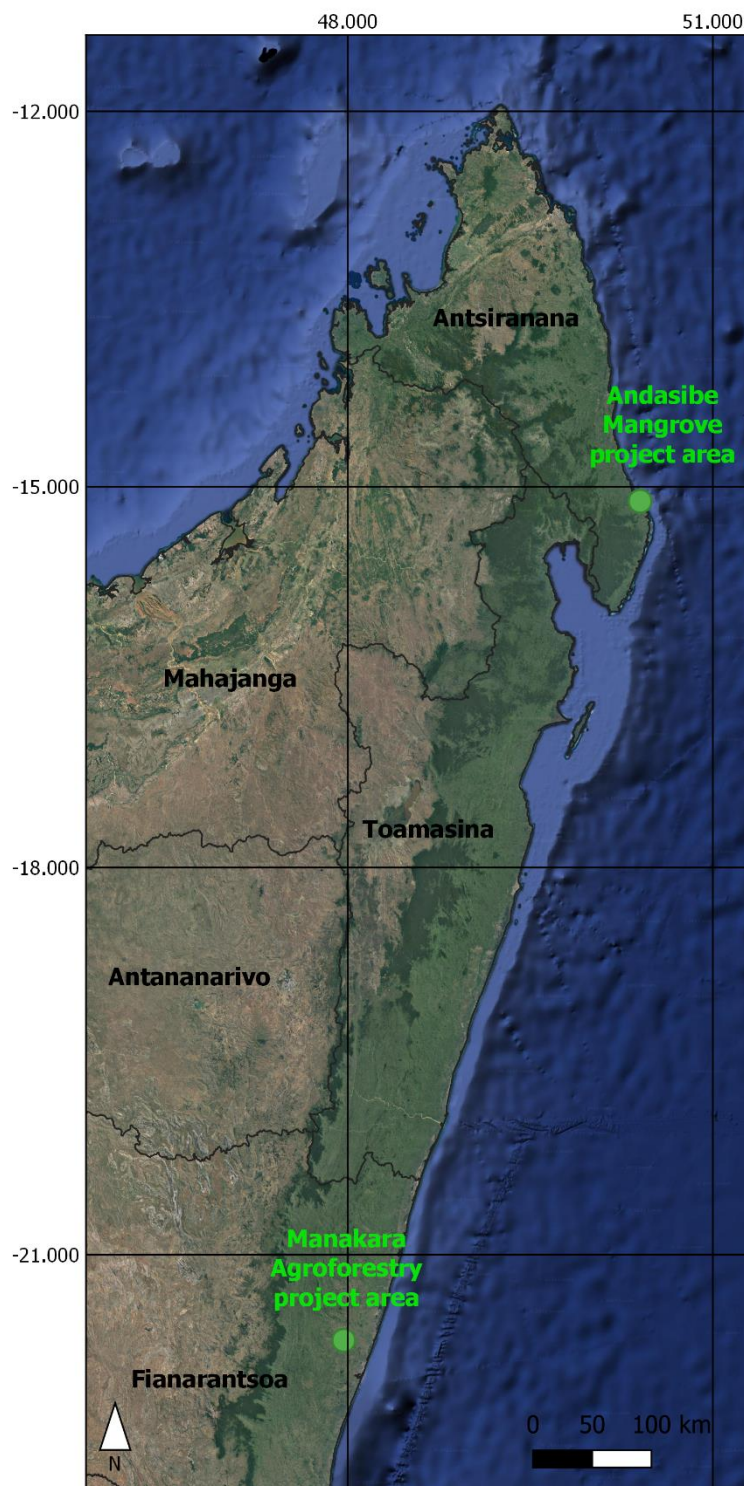 48.000 51.000
-12.000
Antsiranana
Andasibe
Mangrove
project area
-15.000
Mahajanga
Toamasina
-18.000
Antananarivo
-21.000
Manakara
Agroforestry
project area
Fianarantsoa
0 50 100 km
N